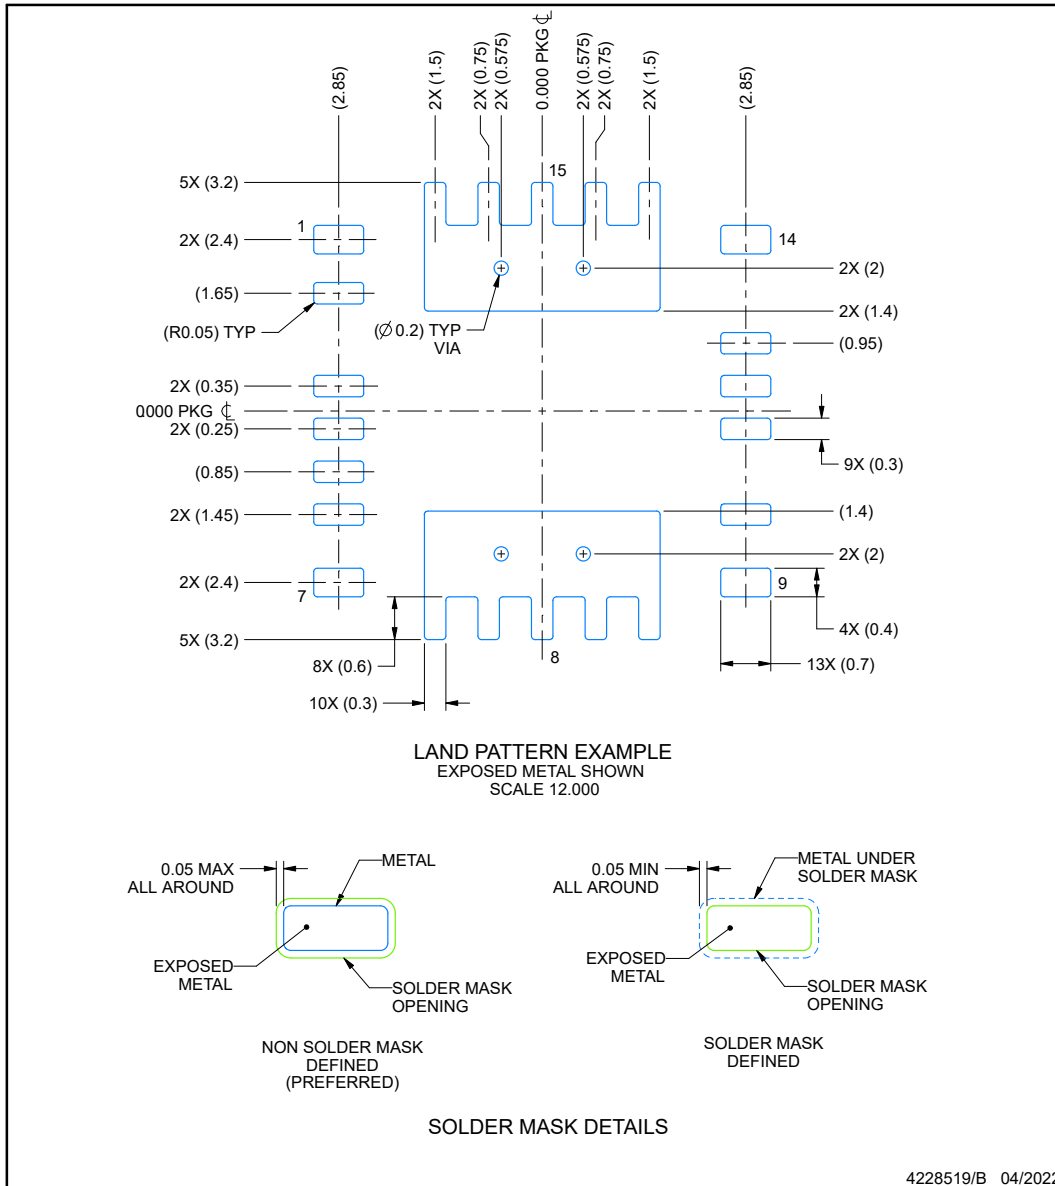 (2.85)
2X (1.5)
2X (0.75)
2X (0.575)
0.000 PKG ℄
2X (0.575)
2X (0.75)
2X (1.5)
(2.85)
5X (3.2)
15
1
2X (2.4)
14
2X (2)
(1.65)
2X (1.4)
(R0.05) TYP
(Ø 0.2) TYP
VIA
(0.95)
2X (0.35)
0.000 PKG ℄
2X (0.25)
9X (0.3)
(0.85)
2X (1.45)
(1.4)
2X (2)
2X (2.4)
7
9
4X (0.4)
5X (3.2)
8X (0.6)
8
13X (0.7)
10X (0.3)
LAND PATTERN EXAMPLE
EXPOSED METAL SHOWN
SCALE 12.000
0.05 MAX
ALL AROUND
METAL
EXPOSED
METAL
SOLDER MASK
OPENING
NON SOLDER MASK
DEFINED
(PREFERRED)
0.05 MIN
ALL AROUND
METAL UNDER
SOLDER MASK
EXPOSED
METAL
SOLDER MASK
OPENING
SOLDER MASK
DEFINED
SOLDER MASK DETAILS
4228519/B 04/2022